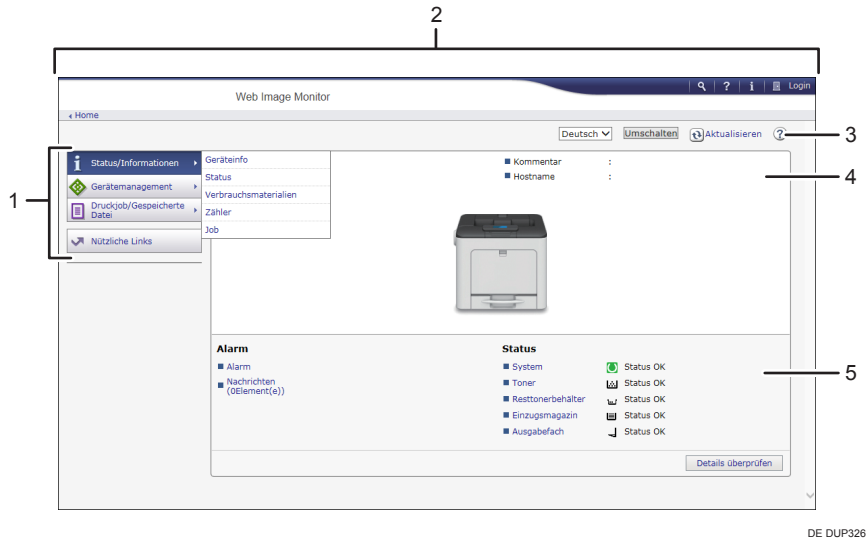 2
Web Image Monitor
? i Login
Home
Deutsch Umschalten Aktualisieren ? 3
1
i Status/Informationen
Gerätemanagement
Druckjob/Gespeicherte
Datei
Nützliche Links
Geräteinfo
Status
Verbrauchsmaterialien
Zähler
Job
Kommentar :
Hostname :
4
Alarm
Alarm
Nachrichten
(0Element(e))
Status
System Status OK
Toner Status OK
Resttonerbehälter Status OK
Einzugsmagazin Status OK
Ausgabefach Status OK
5
Details überprüfen
DE DUP326